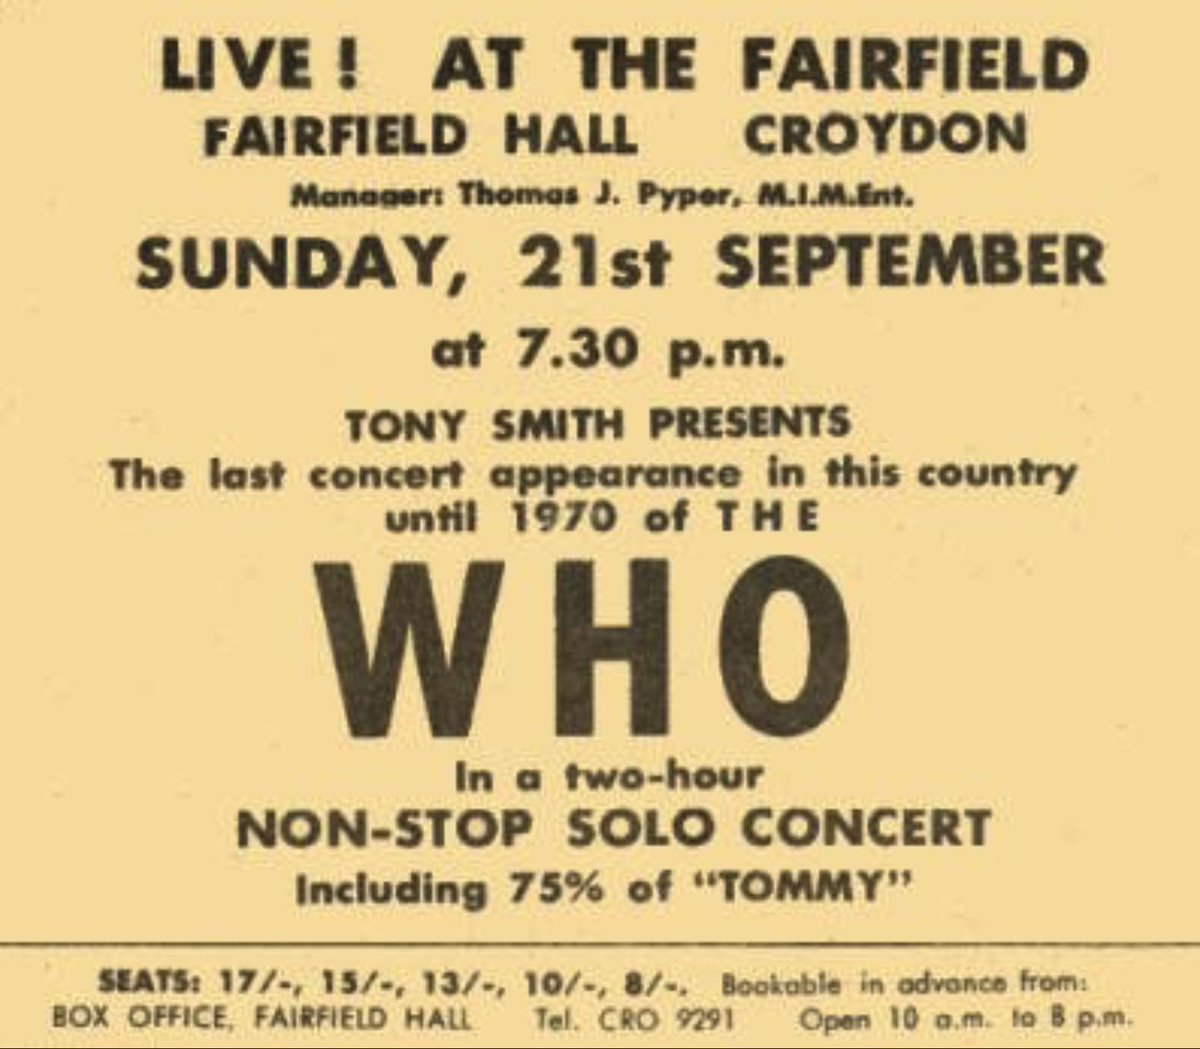 LIVE! AT THE FAIRFIELD
FAIRFIELD HALL CROYDON
Manager: Thomas J. Pyper, M.I.M.Ent.
SUNDAY, 21st SEPTEMBER
at 7.30 p.m.
TONY SMITH PRESENTS
The last concert appearance in this country
until 1970 of THE
WHO
In a two-hour
NON-STOP SOLO CONCERT
Including 75% of "TOMMY"
SEATS: 17/-, 15/-, 13/-, 10/-, 8/-. Bookable in advance from:
BOX OFFICE, FAIRFIELD HALL Tel. CRO 9291 Open 10 a.m. to 8 p.m.